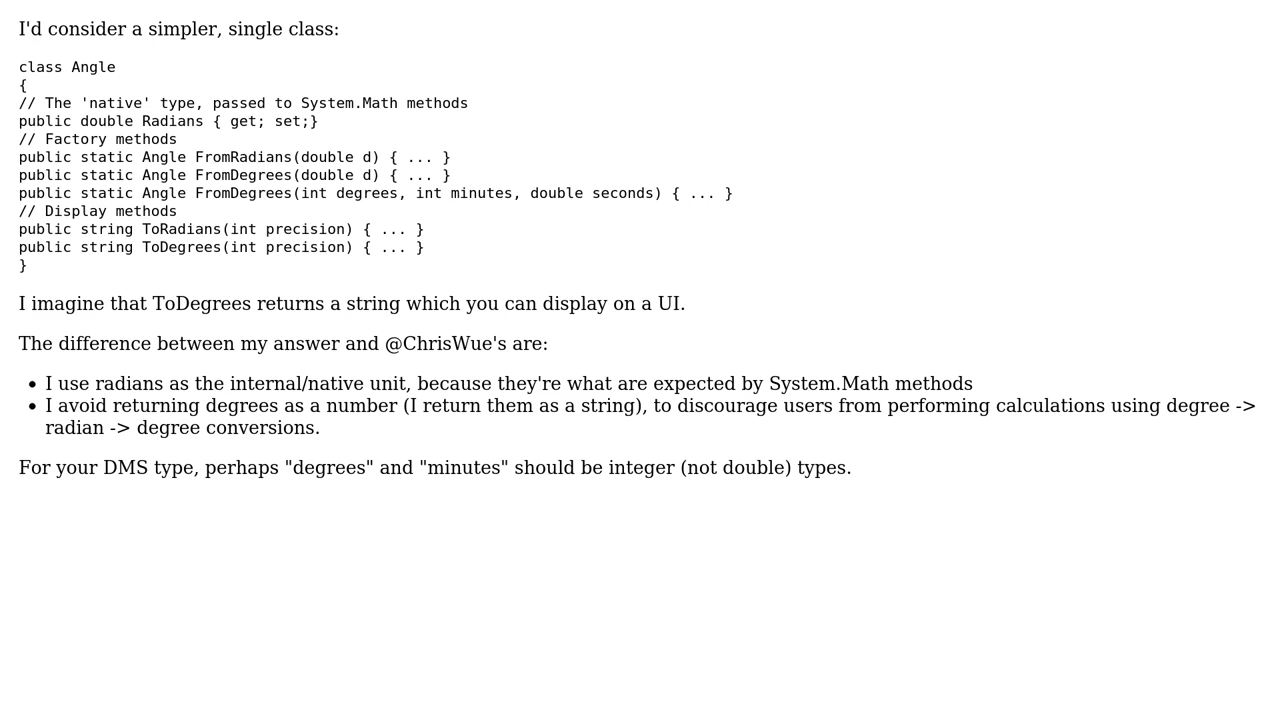 I'd consider a simpler, single class:
class Angle
{
// The 'native' type, passed to System.Math methods
public double Radians { get; set;}
// Factory methods
public static Angle FromRadians(double d) { ... }
public static Angle FromDegrees(double d) { ... }
public static Angle FromDegrees(int degrees, int minutes, double seconds) { ... }
// Display methods
public string ToRadians(int precision) { ... }
public string ToDegrees(int precision) { ... }
}
I imagine that ToDegrees returns a string which you can display on a UI.
The difference between my answer and @ChrisWue's are:
• I use radians as the internal/native unit, because they're what are expected by System.Math methods
• I avoid returning degrees as a number (I return them as a string), to discourage users from performing calculations using degree ->
radian -> degree conversions.
For your DMS type, perhaps "degrees" and "minutes" should be integer (not double) types.